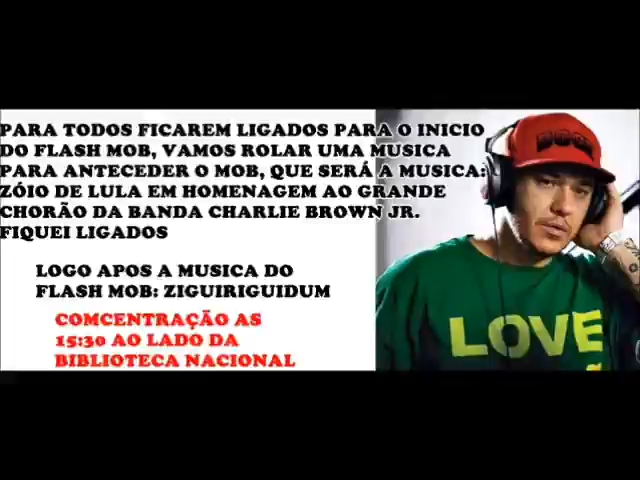 PARA TODOS FICAREM LIGADOS PARA O INICIO
DO FLASH MOB, VAMOS ROLAR UMA MUSICA
PARA ANTECEDER O MOB, QUE SERÁ A MUSICA:
ZÓIO DE LULA EM HOMENAGEM AO GRANDE
CHORÃO DA BANDA CHARLIE BROWN JR.
FIQUEI LIGADOS
LOGO APOS A MUSICA DO
FLASH MOB: ZIGUIRIGUIDUM
COMCENTRAÇÃO AS
15:30 AO LADO DA
BIBLIOTECA NACIONAL
LOVE